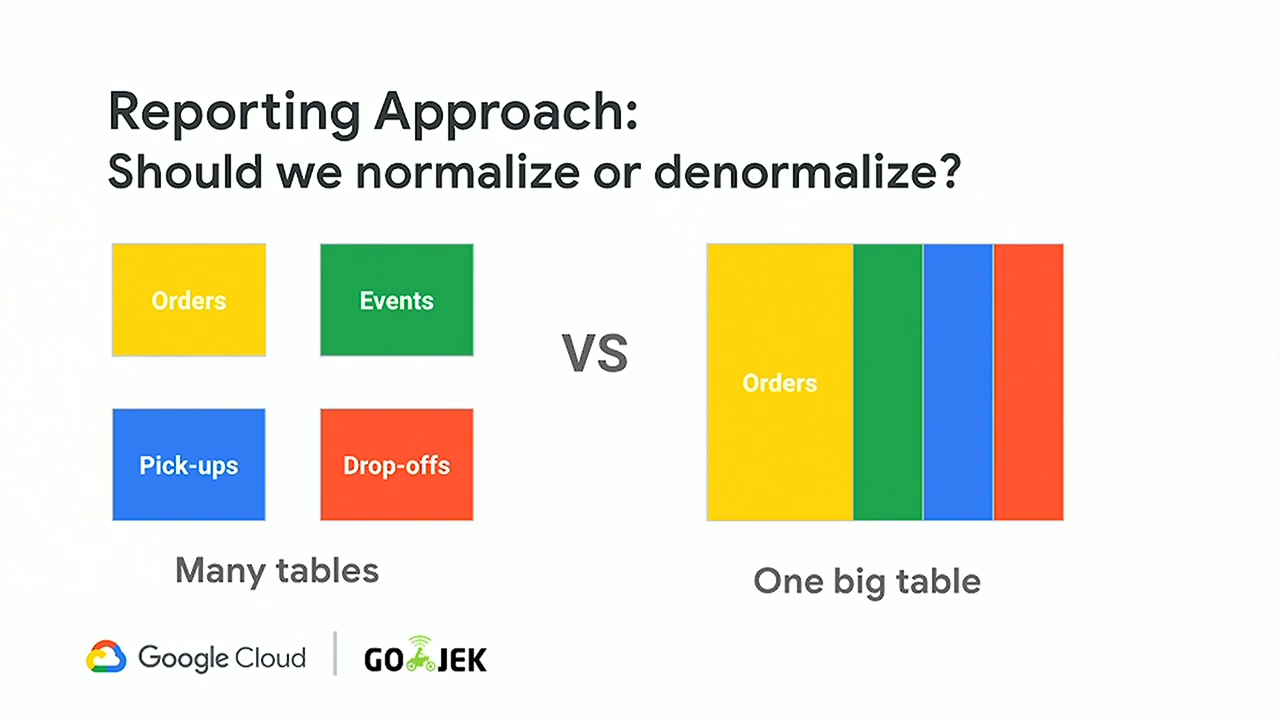 Reporting Approach:
Should we normalize or denormalize?
Orders
Events
Pick-ups
Drop-offs
Many tables
VS
Orders
One big table
Google Cloud
GOJEK